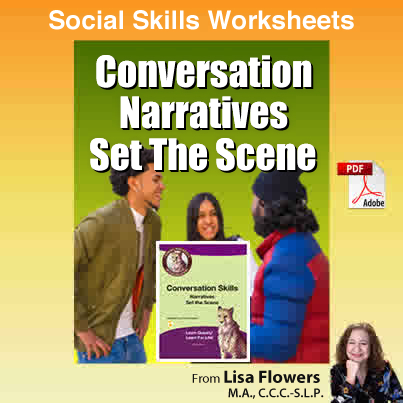 Social Skills Worksheets
Conversation
Narratives
Set The Scene
PDF
Adobe
Conversation Skills
Narratives
Set the Scene
Learn Quest/
Learn For Life!
From Lisa Flowers
M.A., C.C.C.-S.L.P.